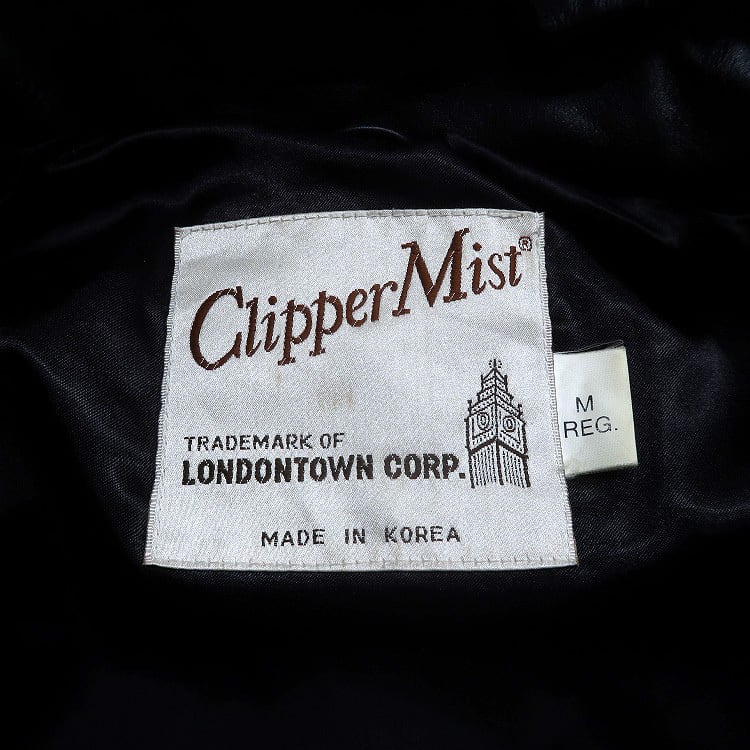 ClipperMist®
TRADEMARK OF
LONDONTOWN CORP.
MADE IN KOREA
M
REG.